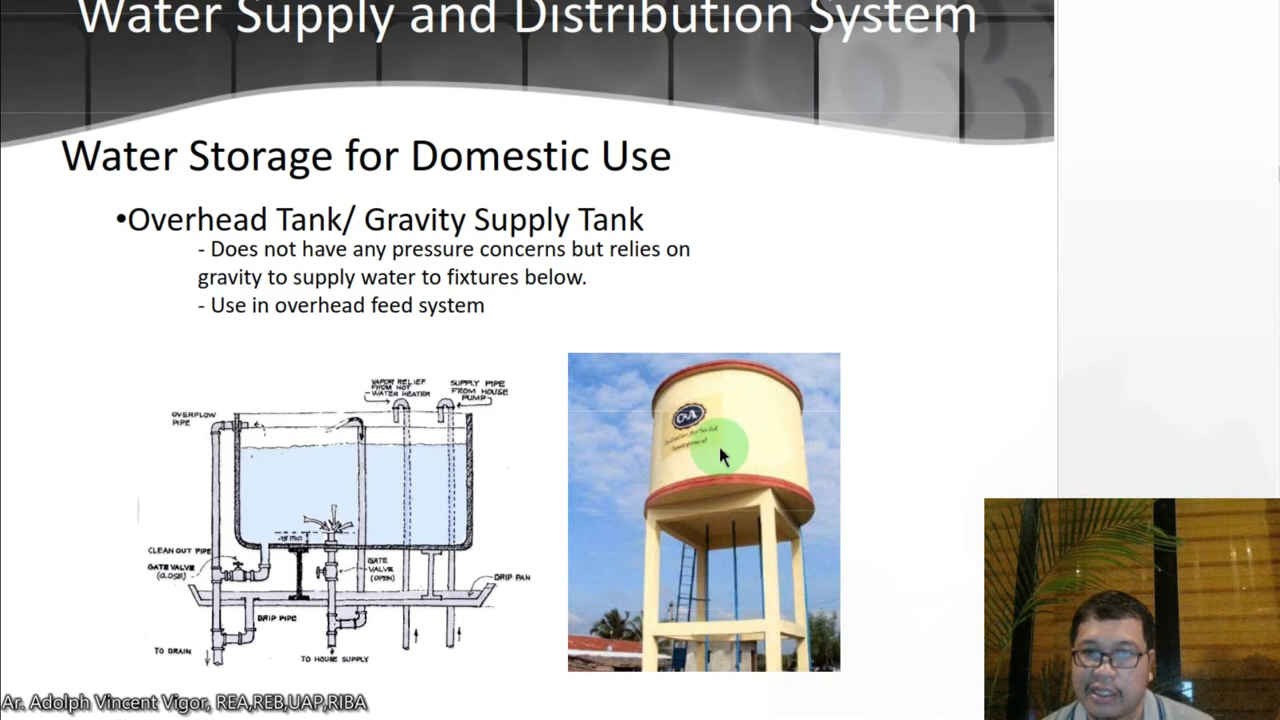 Water Supply and Distribution System
Water Storage for Domestic Use
•Overhead Tank/ Gravity Supply Tank
- Does not have any pressure concerns but relies on
gravity to supply water to fixtures below.
- Use in overhead feed system
VAPOR RELIEF
FROM HOT
WATER HEATER
SUPPLY PIPE
FROM HOUSE
PUMP
OVERFLOW
PIPE
CLEAN OUT PIPE
GATE VALVE
(CLOSE)
GATE
VALVE
(OPEN)
DRIP PAN
DRIP PIPE
TO DRAIN
TO HOUSE SUPPLY
C&A
Development
Ar. Adolph Vincent Vigor, REA,REB,UAP,RIBA